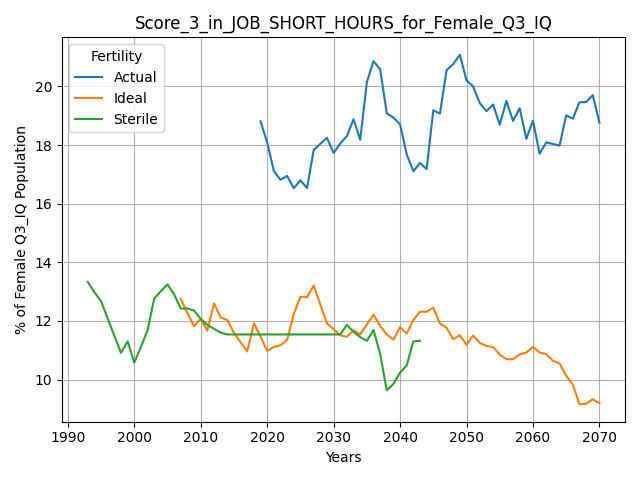 Score_3_in_JOB_SHORT_HOURS_for_Female_Q3_IQ
Fertility
Actual
Ideal
Sterile
% of Female Q3_IQ Population
20
18
16
14
12
10
1990 2000 2010 2020 2030 2040 2050 2060 2070
Years